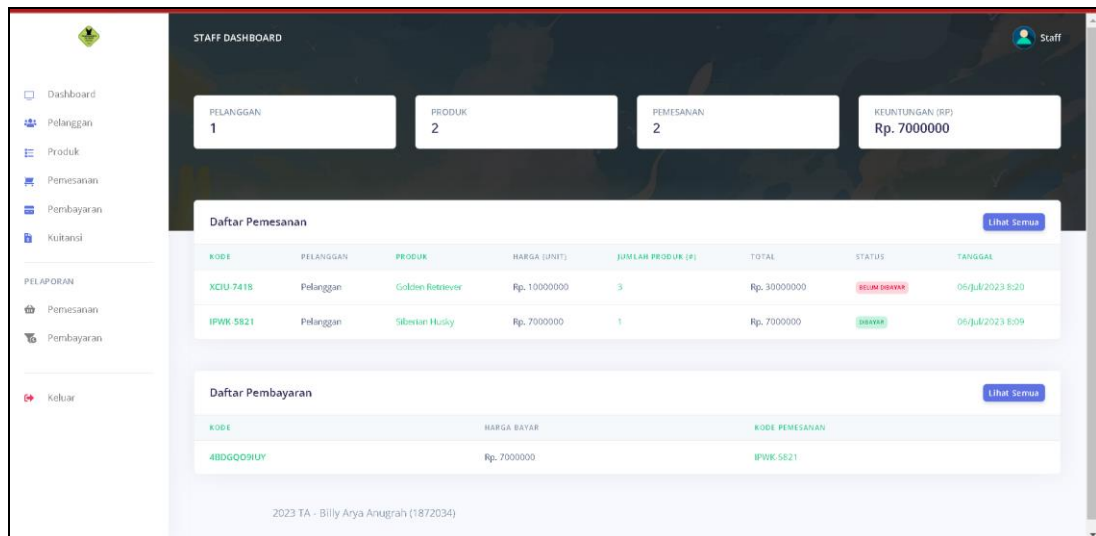 STAFF DASHBOARD
Staff
Dashboard
Pelanggan
Produk
Pemesanan
Pembayaran
Kuitansi
PELAPORAN
Pemesanan
Pembayaran
Keluar
PELANGGAN
1
PRODUK
2
PEMESANAN
2
KEUNTUNGAN (RP)
Rp. 7000000
Daftar Pemesanan
Lihat Semua
KODE PELANGGAN PRODUK HARGA (UNIT) JUMLAH PRODUK (#) TOTAL STATUS TANGGAL
XCIU-7418 Pelanggan Golden Retriever Rp. 10000000 3 Rp. 30000000 BELUM DIBAYAR 06/Jul/2023 8:20
IPWK-5821 Pelanggan Siberian Husky Rp. 7000000 1 Rp. 7000000 DIBAYAR 06/Jul/2023 8:09
Daftar Pembayaran
Lihat Semua
KODE HARGA BAYAR KODE PEMESANAN
Rp. 7000000 IPWK-5821
2023 TA - Billy Arya Anugrah (1872034)